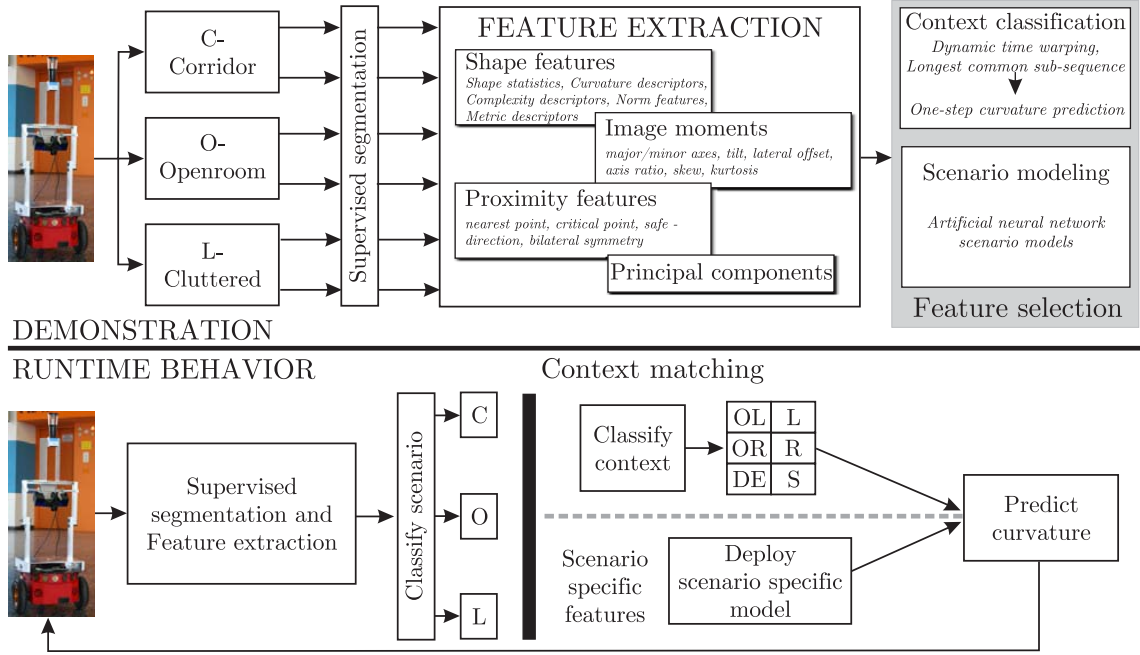 C-
Corridor
O-
Openroom
L-
Cluttered
Supervised segmentation
FEATURE EXTRACTION
Shape features
Shape statistics, Curvature descriptors,
Complexity descriptors, Norm features,
Metric descriptors
Image moments
major/minor axes, tilt, lateral offset,
axis ratio, skew, kurtosis
Proximity features
nearest point, critical point, safe -
direction, bilateral symmetry
Principal components
Context classification
Dynamic time warping,
Longest common sub-sequence
One-step curvature prediction
Scenario modeling
Artificial neural network
scenario models
Feature selection
DEMONSTRATION
RUNTIME BEHAVIOR
Supervised
segmentation and
Feature extraction
Classify scenario
C
O
L
Context matching
Classify
context
OL L
OR R
DE S
Scenario
specific
features
Deploy
scenario specific
model
Predict
curvature